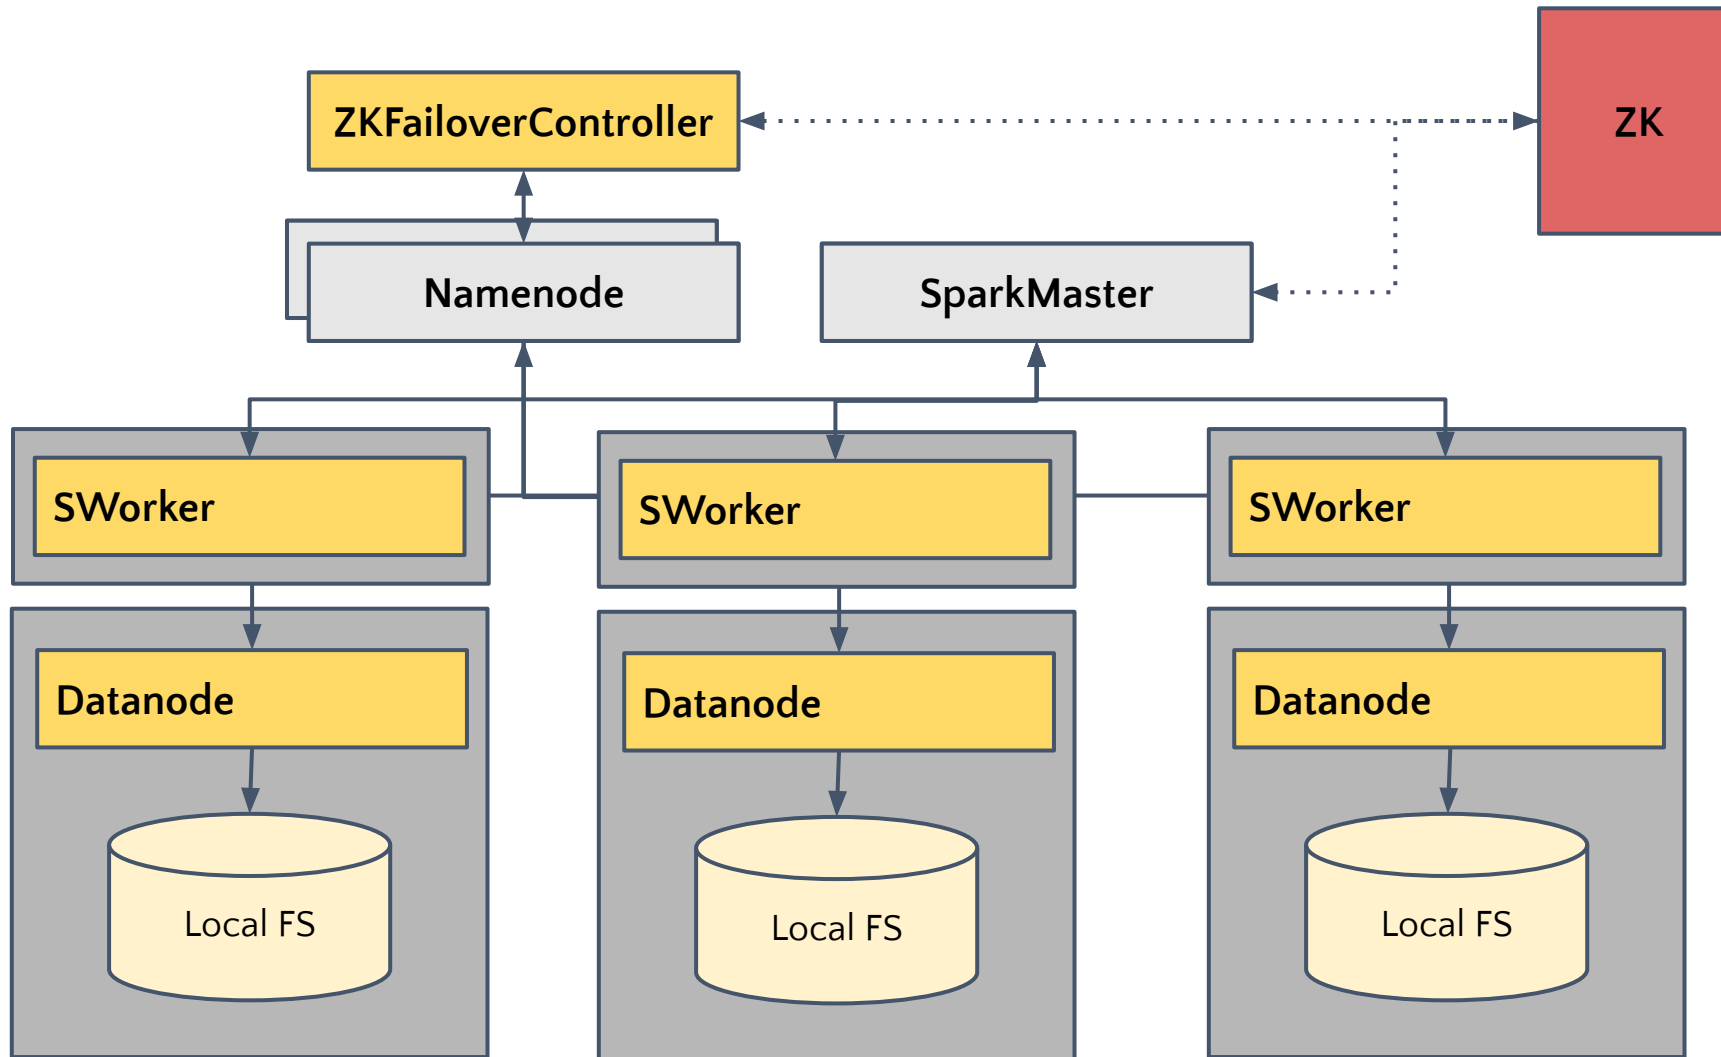 ZKFailoverController
ZK
Namenode
SparkMaster
SWorker
SWorker
SWorker
Datanode
Datanode
Datanode
Local FS
Local FS
Local FS